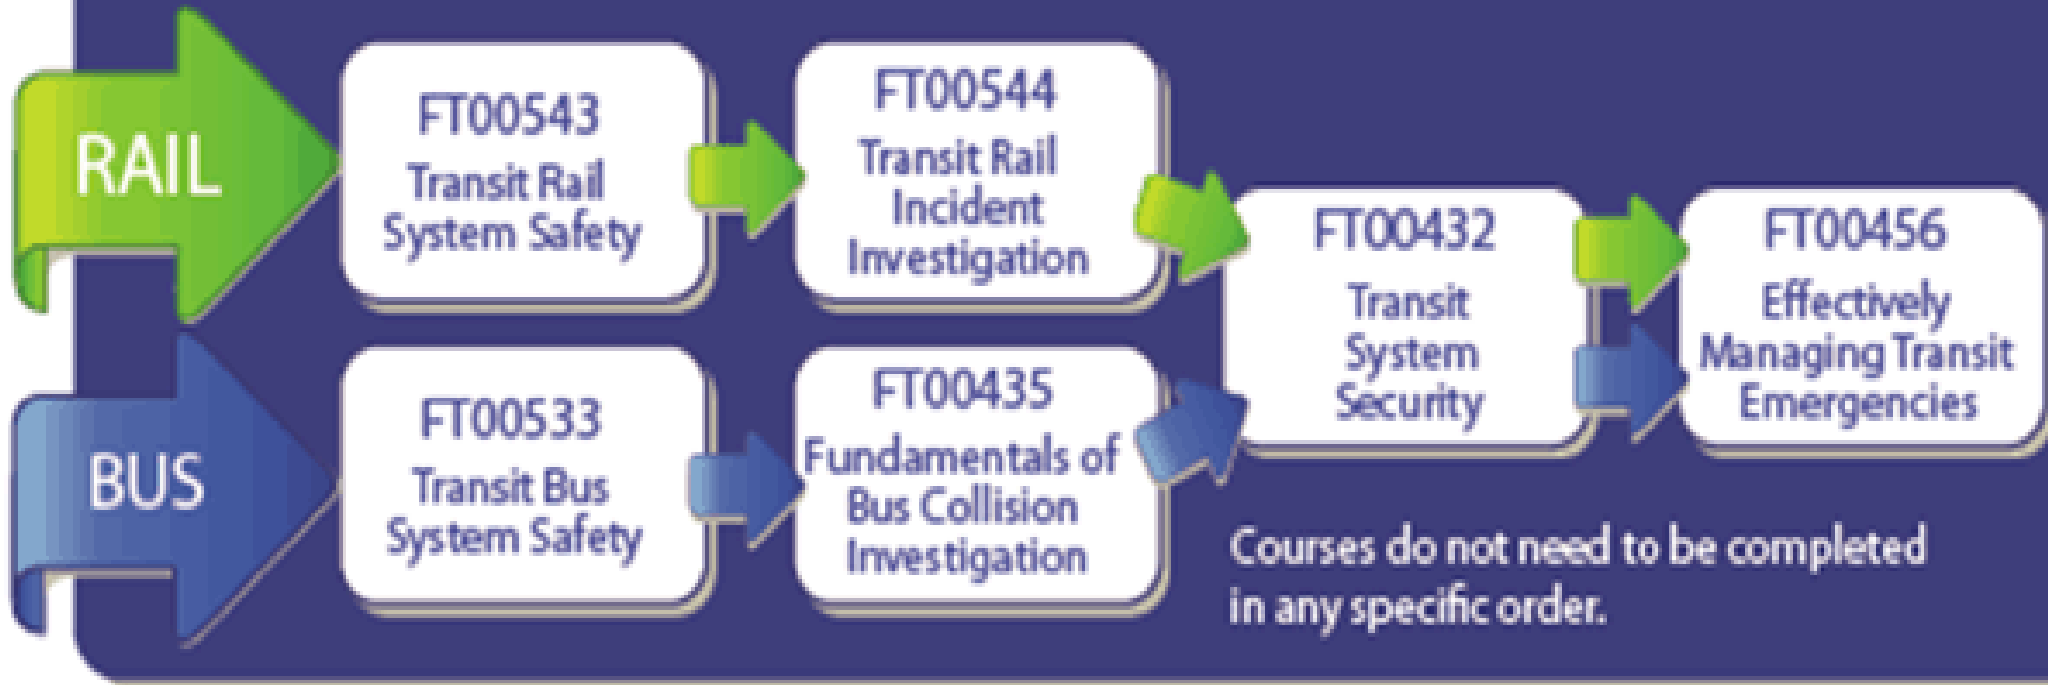 RAIL
FT00543
Transit Rail
System Safety
FT00544
Transit Rail
Incident
Investigation
BUS
FT00533
Transit Bus
System Safety
FT00435
Fundamentals of
Bus Collision
Investigation
FT00432
Transit
System
Security
FT00456
Effectively
Managing Transit
Emergencies
Courses do not need to be completed
in any specific order.